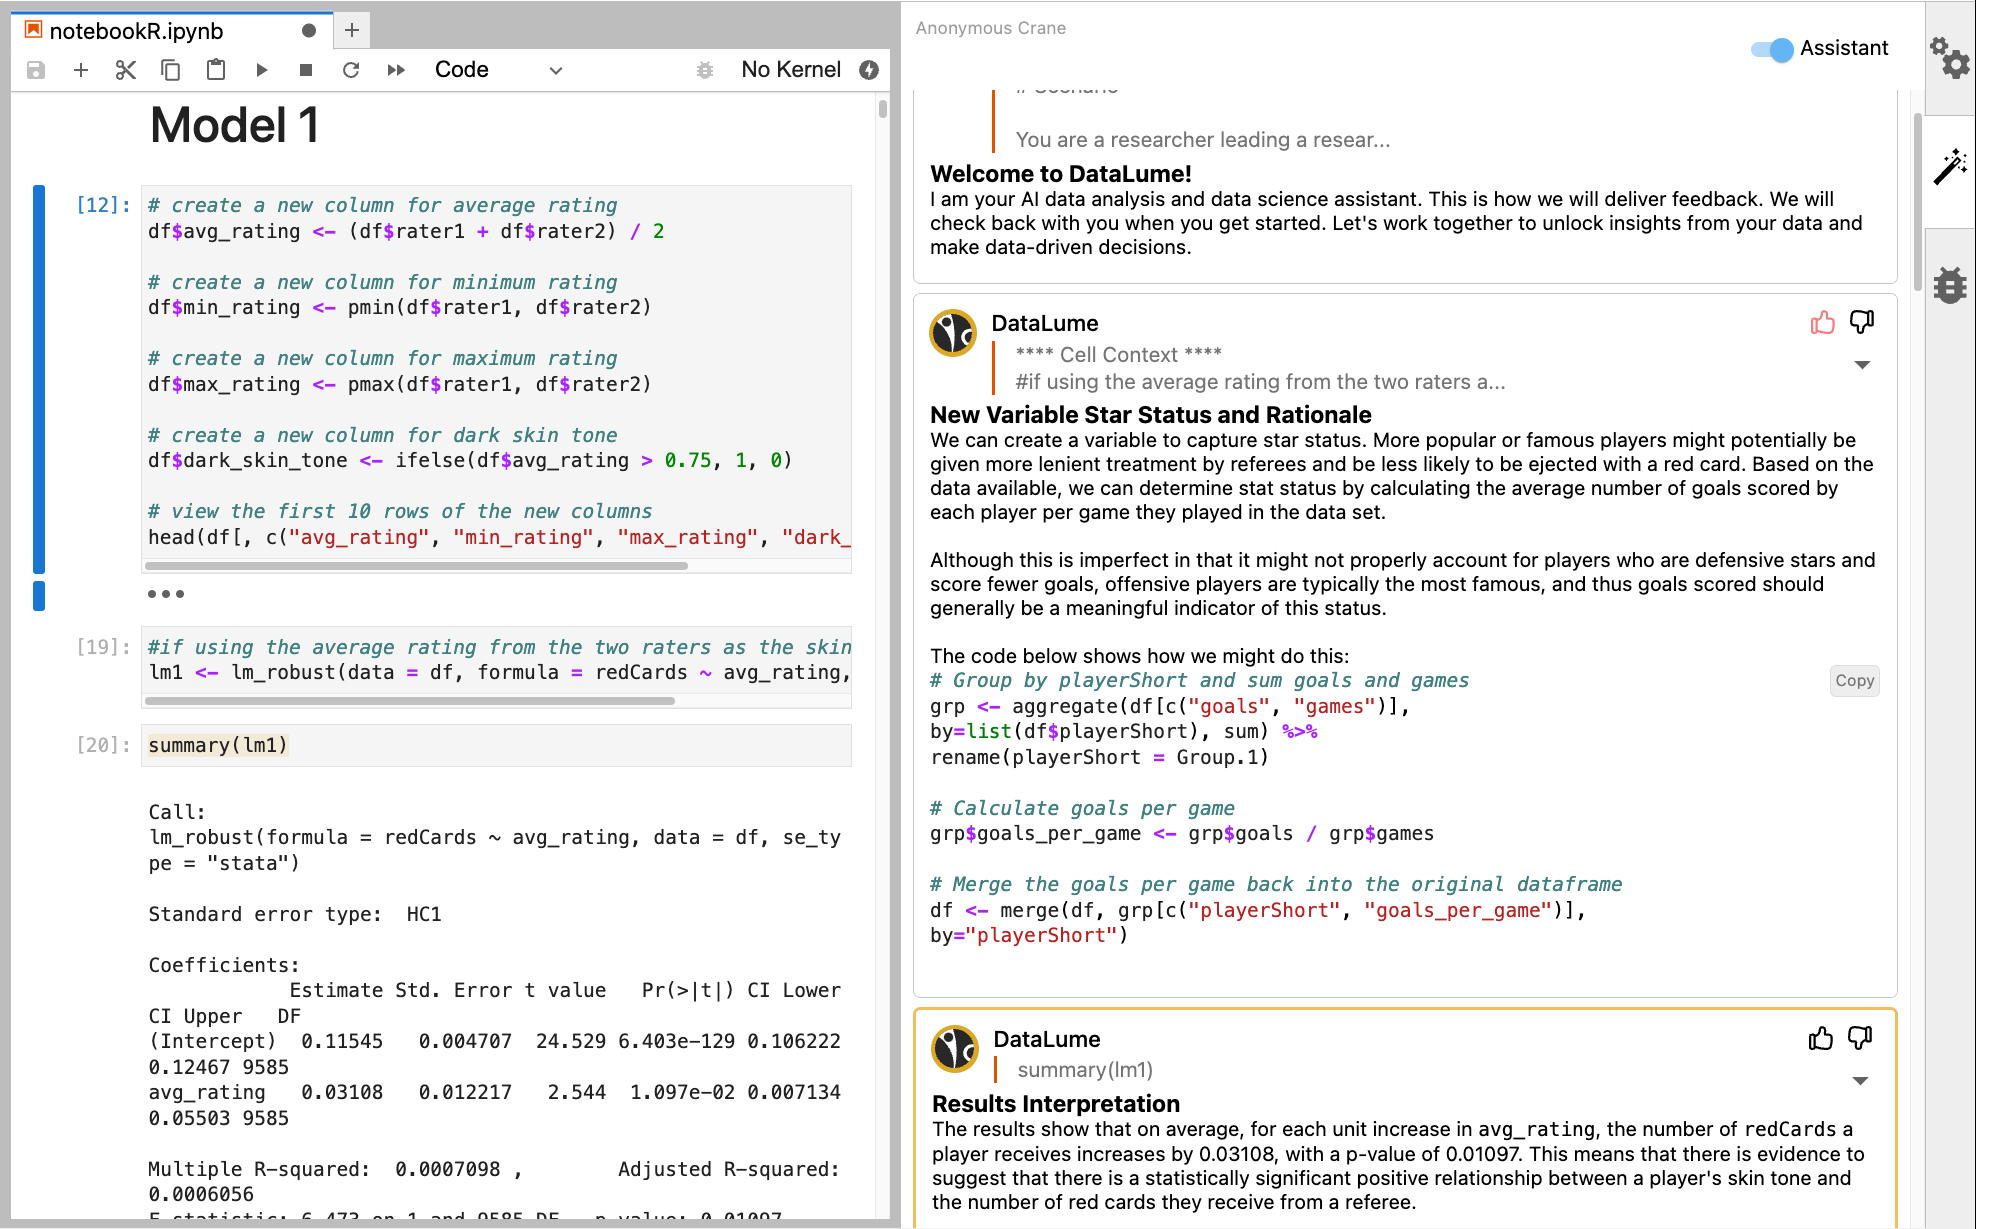 notebookR.ipynb
Code
No Kernel
Model 1
[12]:
# create a new column for average rating
df$avg_rating <- (df$rater1 + df$rater2) / 2
# create a new column for minimum rating
df$min_rating <- pmin(df$rater1, df$rater2)
# create a new column for maximum rating
df$max_rating <- pmax(df$rater1, df$rater2)
# create a new column for dark skin tone
df$dark_skin_tone <- ifelse(df$avg_rating > 0.75, 1, 0)
# view the first 10 rows of the new columns
head(df[, c("avg_rating", "min_rating", "max_rating", "dark_
[19]:
#if using the average rating from the two raters as the skin
lm1 <- lm_robust(data = df, formula = redCards ~ avg_rating,
[20]:
summary(lm1)
Call:
lm_robust(formula = redCards ~ avg_rating, data = df, se_ty
pe = "stata")
Standard error type:  HC1
Coefficients:
Estimate Std. Error t value   Pr(>|t|) CI Lower
CI Upper   DF
(Intercept)  0.11545   0.004707  24.529 6.403e-129 0.106222
0.12467 9585
avg_rating   0.03108   0.012217   2.544  1.097e-02 0.007134
0.05503 9585
Multiple R-squared:  0.0007098 ,        Adjusted R-squared:
0.0006056
F-statistic: 6.473 on 1 and 9585 DF,  p-value: 0.01097
Anonymous Crane
Assistant
# Scenario
You are a researcher leading a resear...
Welcome to DataLume!
I am your AI data analysis and data science assistant. This is how we will deliver feedback. We will
check back with you when you get started. Let's work together to unlock insights from your data and
make data-driven decisions.
DataLume
**** Cell Context ****
#if using the average rating from the two raters a...
New Variable Star Status and Rationale
We can create a variable to capture star status. More popular or famous players might potentially be
given more lenient treatment by referees and be less likely to be ejected with a red card. Based on the
data available, we can determine stat status by calculating the average number of goals scored by
each player per game they played in the data set.
Although this is imperfect in that it might not properly account for players who are defensive stars and
score fewer goals, offensive players are typically the most famous, and thus goals scored should
generally be a meaningful indicator of this status.
The code below shows how we might do this:
Copy
# Group by playerShort and sum goals and games
grp <- aggregate(df[c("goals", "games")],
by=list(df$playerShort), sum) %>%
rename(playerShort = Group.1)
# Calculate goals per game
grp$goals_per_game <- grp$goals / grp$games
# Merge the goals per game back into the original dataframe
df <- merge(df, grp[c("playerShort", "goals_per_game")],
by="playerShort")
DataLume
summary(lm1)
Results Interpretation
The results show that on average, for each unit increase in avg_rating, the number of redCards a
player receives increases by 0.03108, with a p-value of 0.01097. This means that there is evidence to
suggest that there is a statistically significant positive relationship between a player's skin tone and
the number of red cards they receive from a referee.